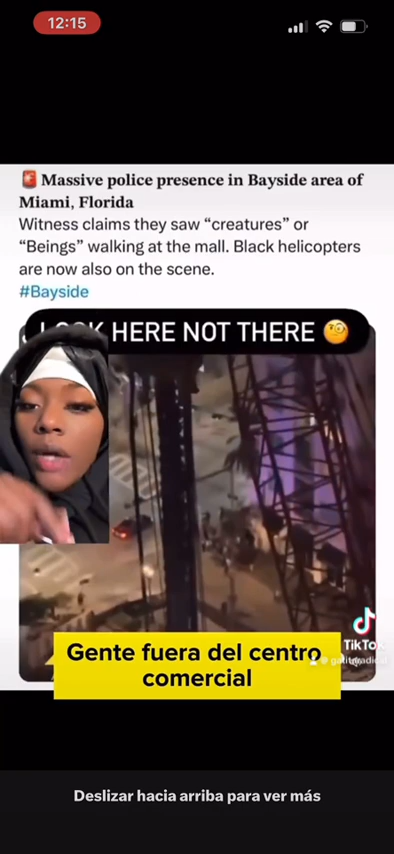 12:15
🚨 Massive police presence in Bayside area of
Miami, Florida
Witness claims they saw “creatures” or
“Beings” walking at the mall. Black helicopters
are now also on the scene.
#Bayside
LOOK HERE NOT THERE 🧐
TikTok
Gente fuera del centro
comercial
Deslizar hacia arriba para ver más